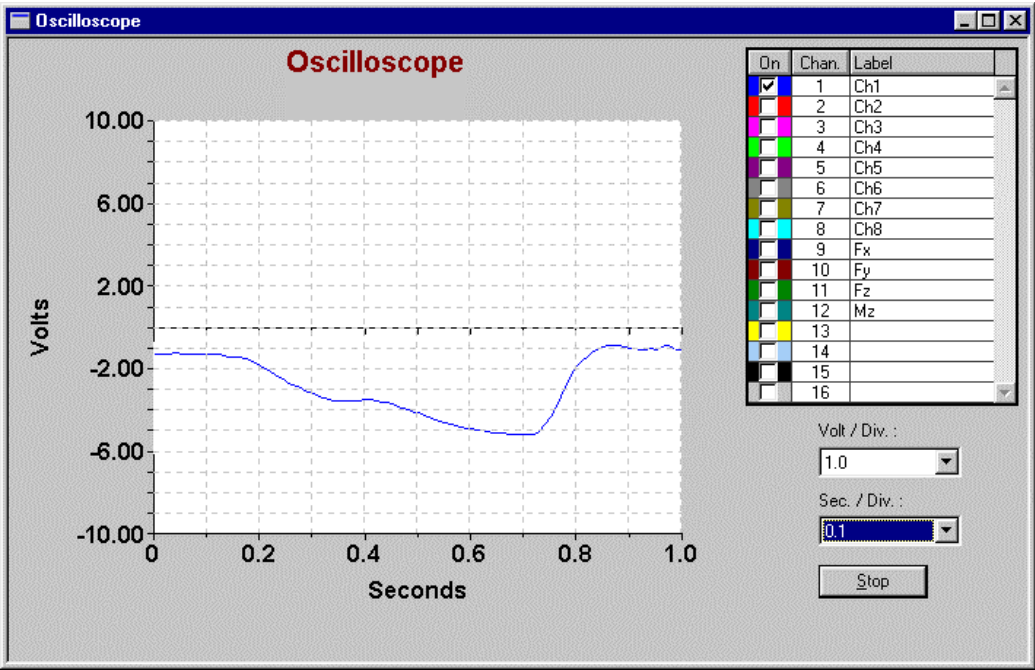 Oscilloscope
Oscilloscope
10.00
6.00
2.00
-2.00
-6.00
-10.00
Volts
0 0.2 0.4 0.6 0.8 1.0
Seconds
On Chan. Label
1 Ch1
2 Ch2
3 Ch3
4 Ch4
5 Ch5
6 Ch6
7 Ch7
8 Ch8
9 Fx
10 Fy
11 Fz
12 Mz
13
14
15
16
Volt / Div. :
1.0
Sec. / Div. :
0.1
Stop